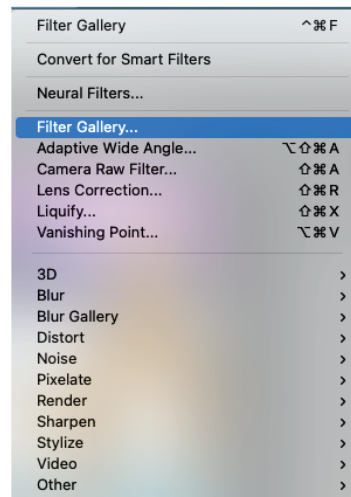 Filter Gallery ^⌘F
Convert for Smart Filters
Neural Filters...
Filter Gallery...
Adaptive Wide Angle... ⌥⇧⌘A
Camera Raw Filter... ⇧⌘A
Lens Correction... ⇧⌘R
Liquify... ⇧⌘X
Vanishing Point... ⌥⌘V
3D >
Blur >
Blur Gallery >
Distort >
Noise >
Pixelate >
Render >
Sharpen >
Stylize >
Video >
Other >